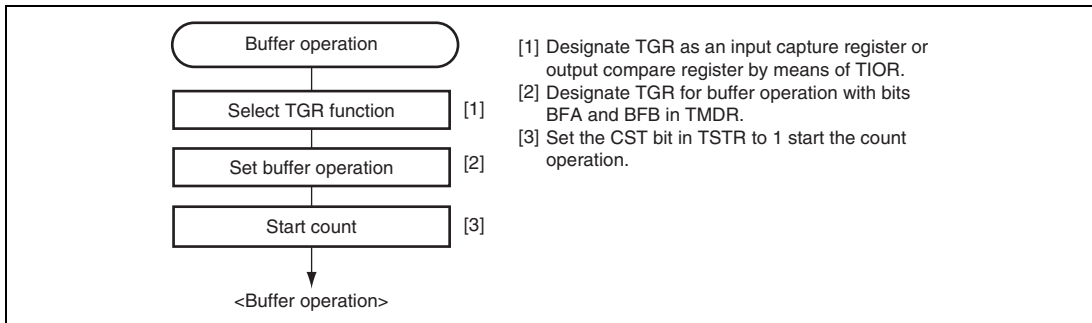 Buffer operation
Select TGR function [1]
Set buffer operation [2]
Start count [3]
<Buffer operation>
[1] Designate TGR as an input capture register or
output compare register by means of TIOR.
[2] Designate TGR for buffer operation with bits
BFA and BFB in TMDR.
[3] Set the CST bit in TSTR to 1 start the count
operation.